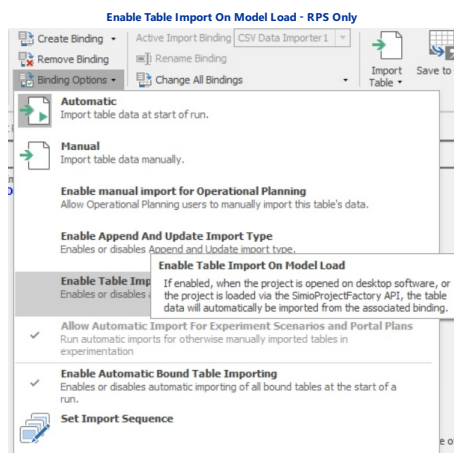 Enable Table Import On Model Load - RPS Only
Create Binding
Active Import Binding CSV Data Importer1
Remove Binding
Rename Binding
Binding Options
Change All Bindings
Import
Table
Save to
Automatic
Import table data at start of run.
Manual
Import table data manually.
Enable manual import for Operational Planning
Allow Operational Planning users to manually import this table's data.
Enable Append And Update Import Type
Enables or disables Append and Update import type.
Enable Table Imp
Enables or disables
Enable Table Import On Model Load
If enabled, when the project is opened on desktop software, or
the project is loaded via the SimioProjectFactory API, the table
data will automatically be imported from the associated binding.
Allow Automatic Import For Experiment Scenarios and Portal Plans
Run automatic imports for otherwise manually imported tables in
experimentation
Enable Automatic Bound Table Importing
Enables or disables automatic importing of all bound tables at the start of a
run.
Set Import Sequence